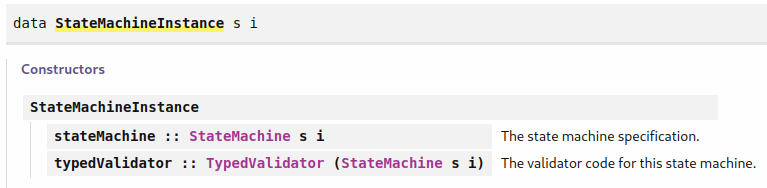 data StateMachineInstance s i
Constructors
StateMachineInstance
stateMachine :: StateMachine s i The state machine specification.
typedValidator :: TypedValidator (StateMachine s i) The validator code for this state machine.